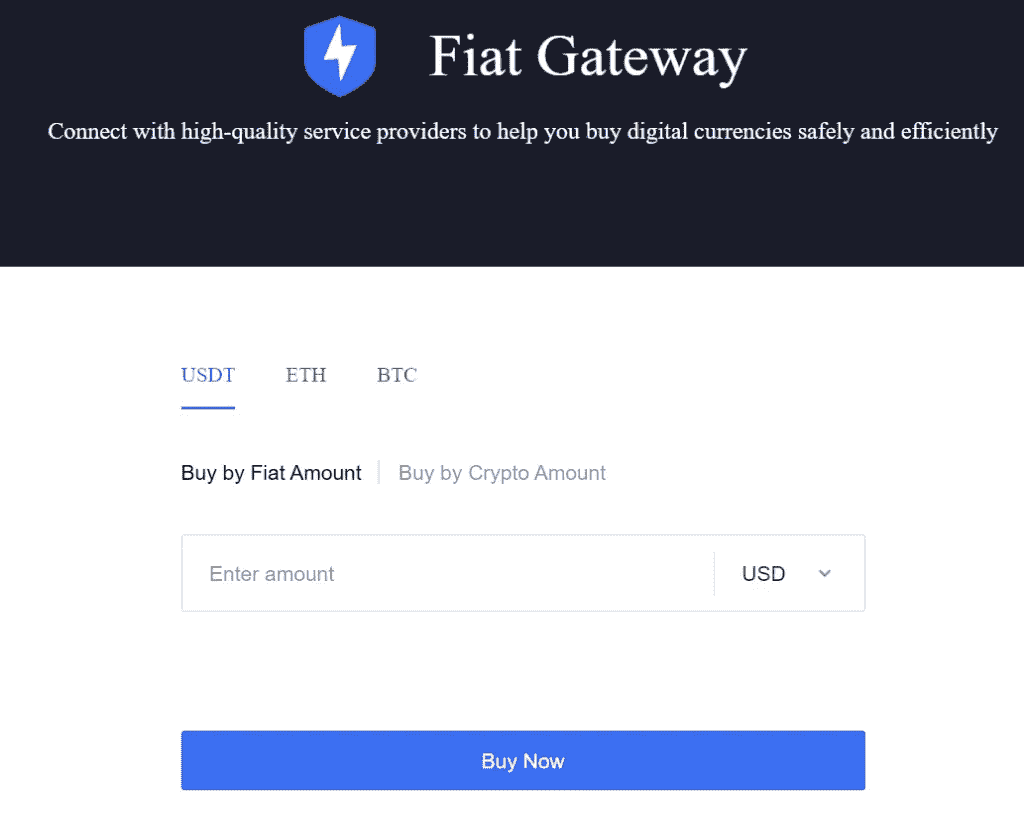 Fiat Gateway
Connect with high-quality service providers to help you buy digital currencies safely and efficiently
USDT ETH BTC
Buy by Fiat Amount Buy by Crypto Amount
Enter amount USD
Buy Now